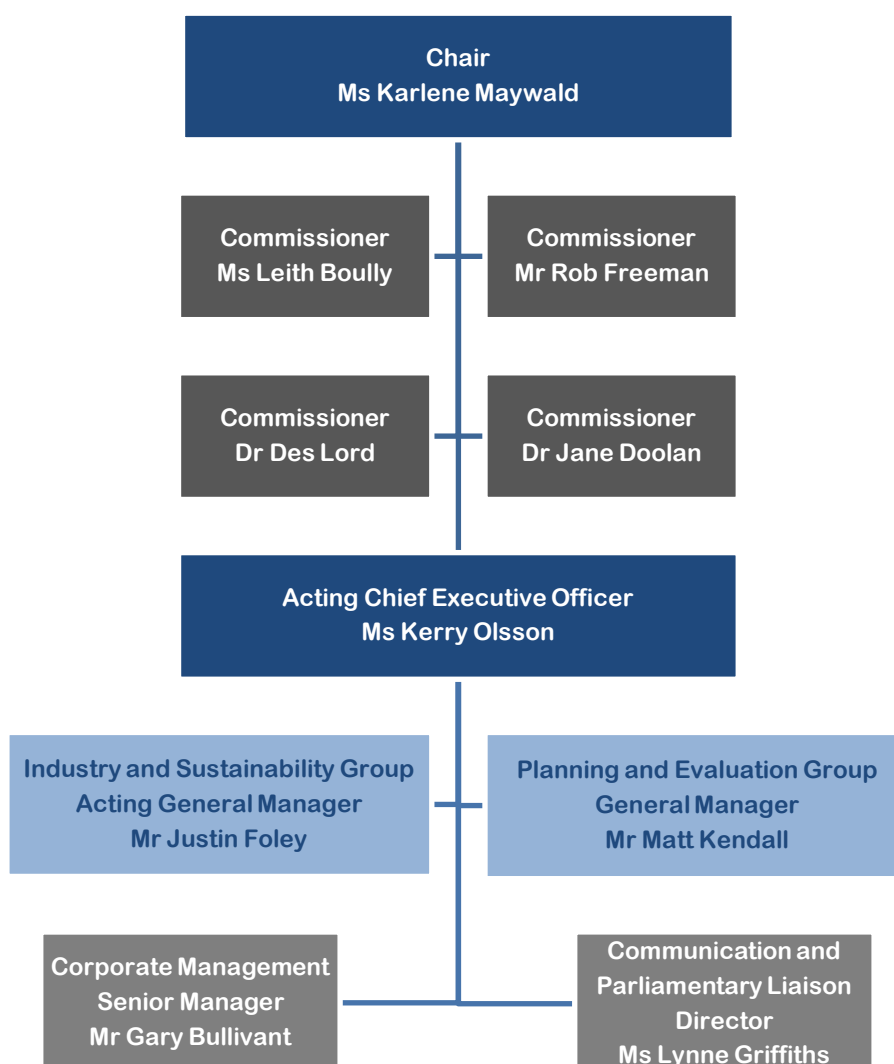 Chair
Ms Karlene Maywald
Commissioner
Ms Leith Boully
Commissioner
Mr Rob Freeman
Commissioner
Dr Des Lord
Commissioner
Dr Jane Doolan
Acting Chief Executive Officer
Ms Kerry Olsson
Industry and Sustainability Group
Acting General Manager
Mr Justin Foley
Planning and Evaluation Group
General Manager
Mr Matt Kendall
Corporate Management
Senior Manager
Mr Gary Bullivant
Communication and
Parliamentary Liaison
Director
Ms Lynne Griffiths